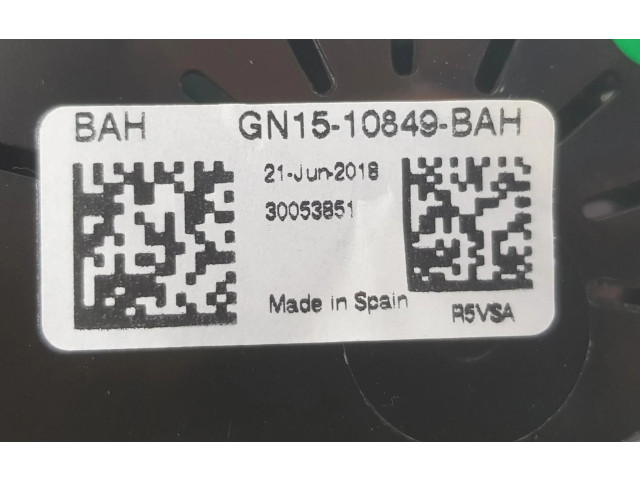 BAH GN15-10849-BAH
21-Jun-2018
30053851
Made in Spain
R5VSA